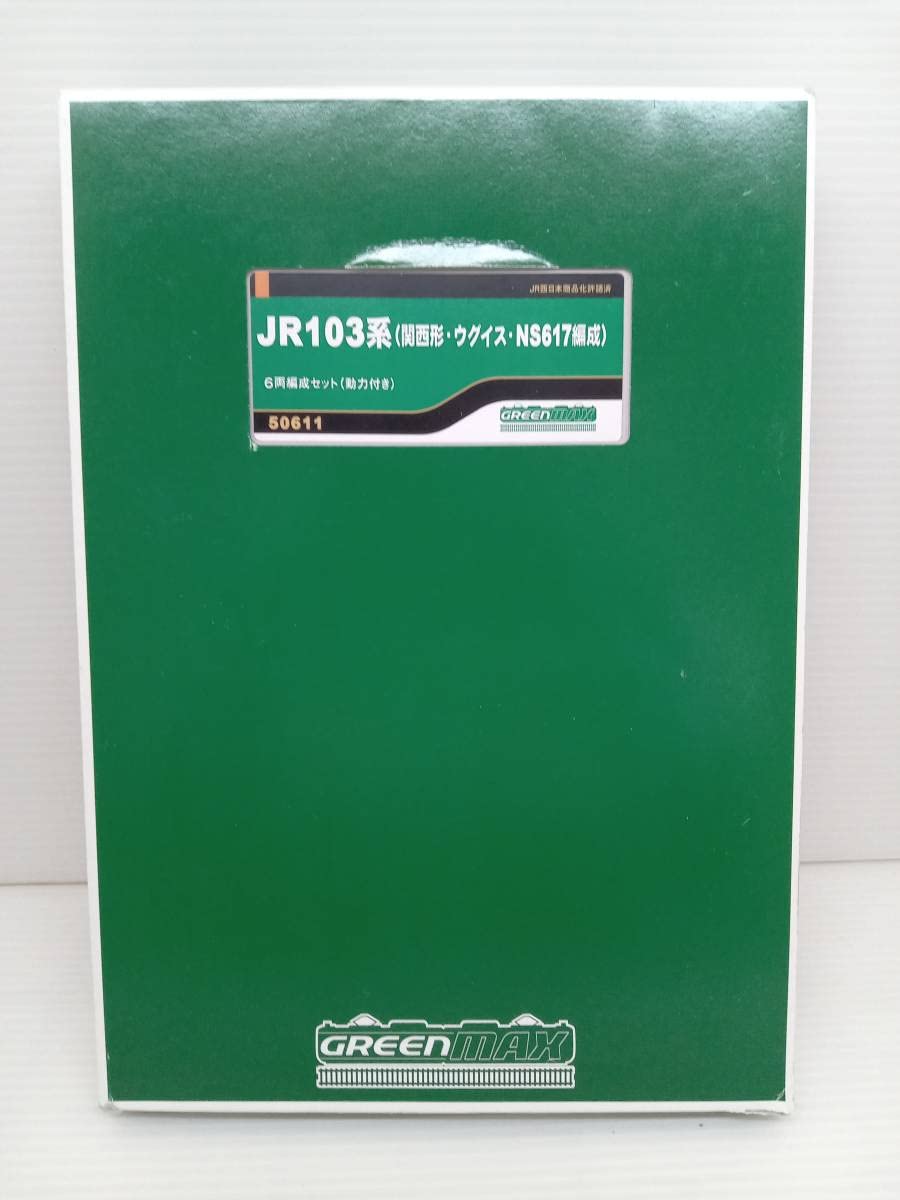 JR西日本商品化許諾済
JR103系(関西形・ウグイス・NS617編成)
6両編成セット(動力付き)
50611
GREENMAX
GREENMAX